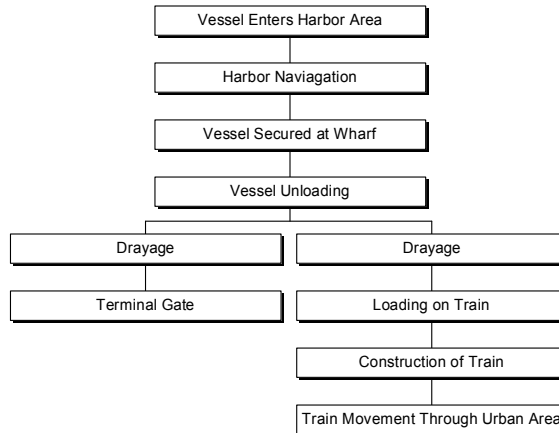 Vessel Enters Harbor Area
Harbor Naviagation
Vessel Secured at Wharf
Vessel Unloading
Drayage
Drayage
Terminal Gate
Loading on Train
Construction of Train
Train Movement Through Urban Area